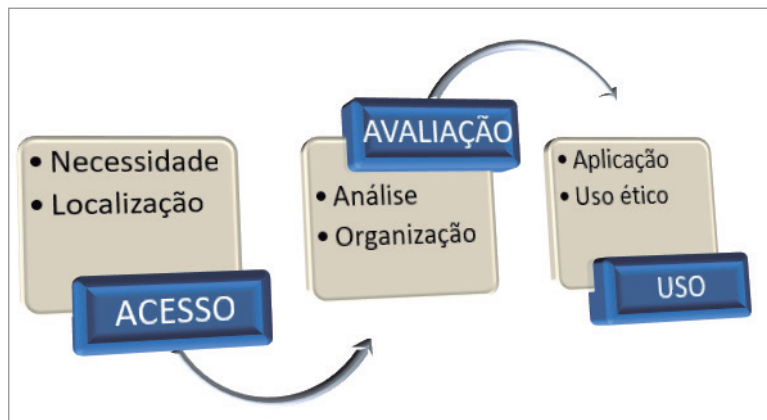 • Necessidade
• Localização
ACESSO
AVALIAÇÃO
• Análise
• Organização
• Aplicação
• Uso ético
USO